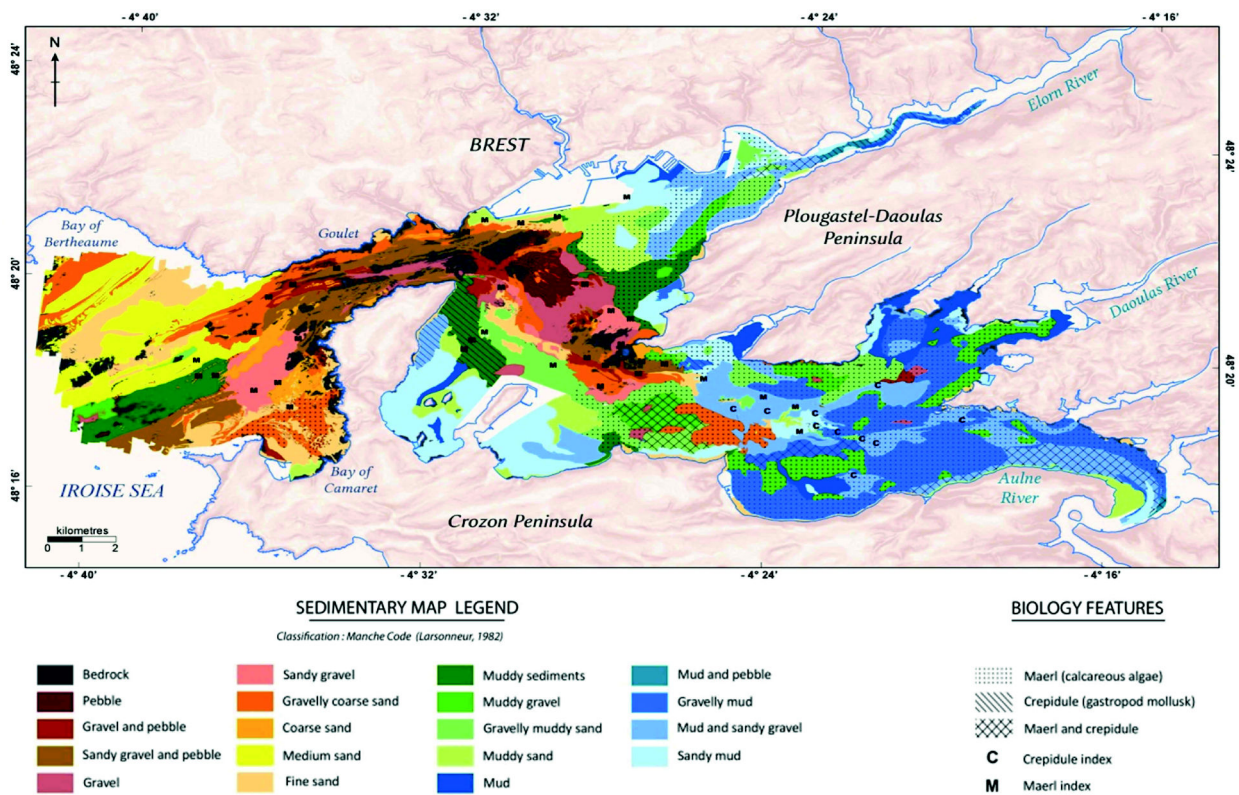 - 4° 40'
- 4° 32'
- 4° 24'
- 4° 16'
48° 24'
N
Elorn River
BREST
48° 24'
Plougastel-Daoulas
Peninsula
Bay of
Bertheaume
Goulet
M
M
M
M
48° 20'
Daoulas River
48° 20'
M
M
M
M
M
M
M
M
M
M
M
M
M
M
C
C
C
C
C
C
C
C
C
C
M
M
M
Bay of
Camaret
IROISE SEA
48° 16'
Aulne
River
Crozon Peninsula
kilometres
0 1 2
- 4° 40'
- 4° 32'
- 4° 24'
- 4° 16'
SEDIMENTARY MAP LEGEND
Classification : Manche Code (Larsonneur, 1982)
Bedrock
Pebble
Gravel and pebble
Sandy gravel and pebble
Gravel
Sandy gravel
Gravelly coarse sand
Coarse sand
Medium sand
Fine sand
Muddy sediments
Muddy gravel
Gravelly muddy sand
Muddy sand
Mud
Mud and pebble
Gravelly mud
Mud and sandy gravel
Sandy mud
BIOLOGY FEATURES
Maerl (calcareous algae)
Crepidule (gastropod mollusk)
Maerl and crepidule
C Crepidule index
M Maerl index